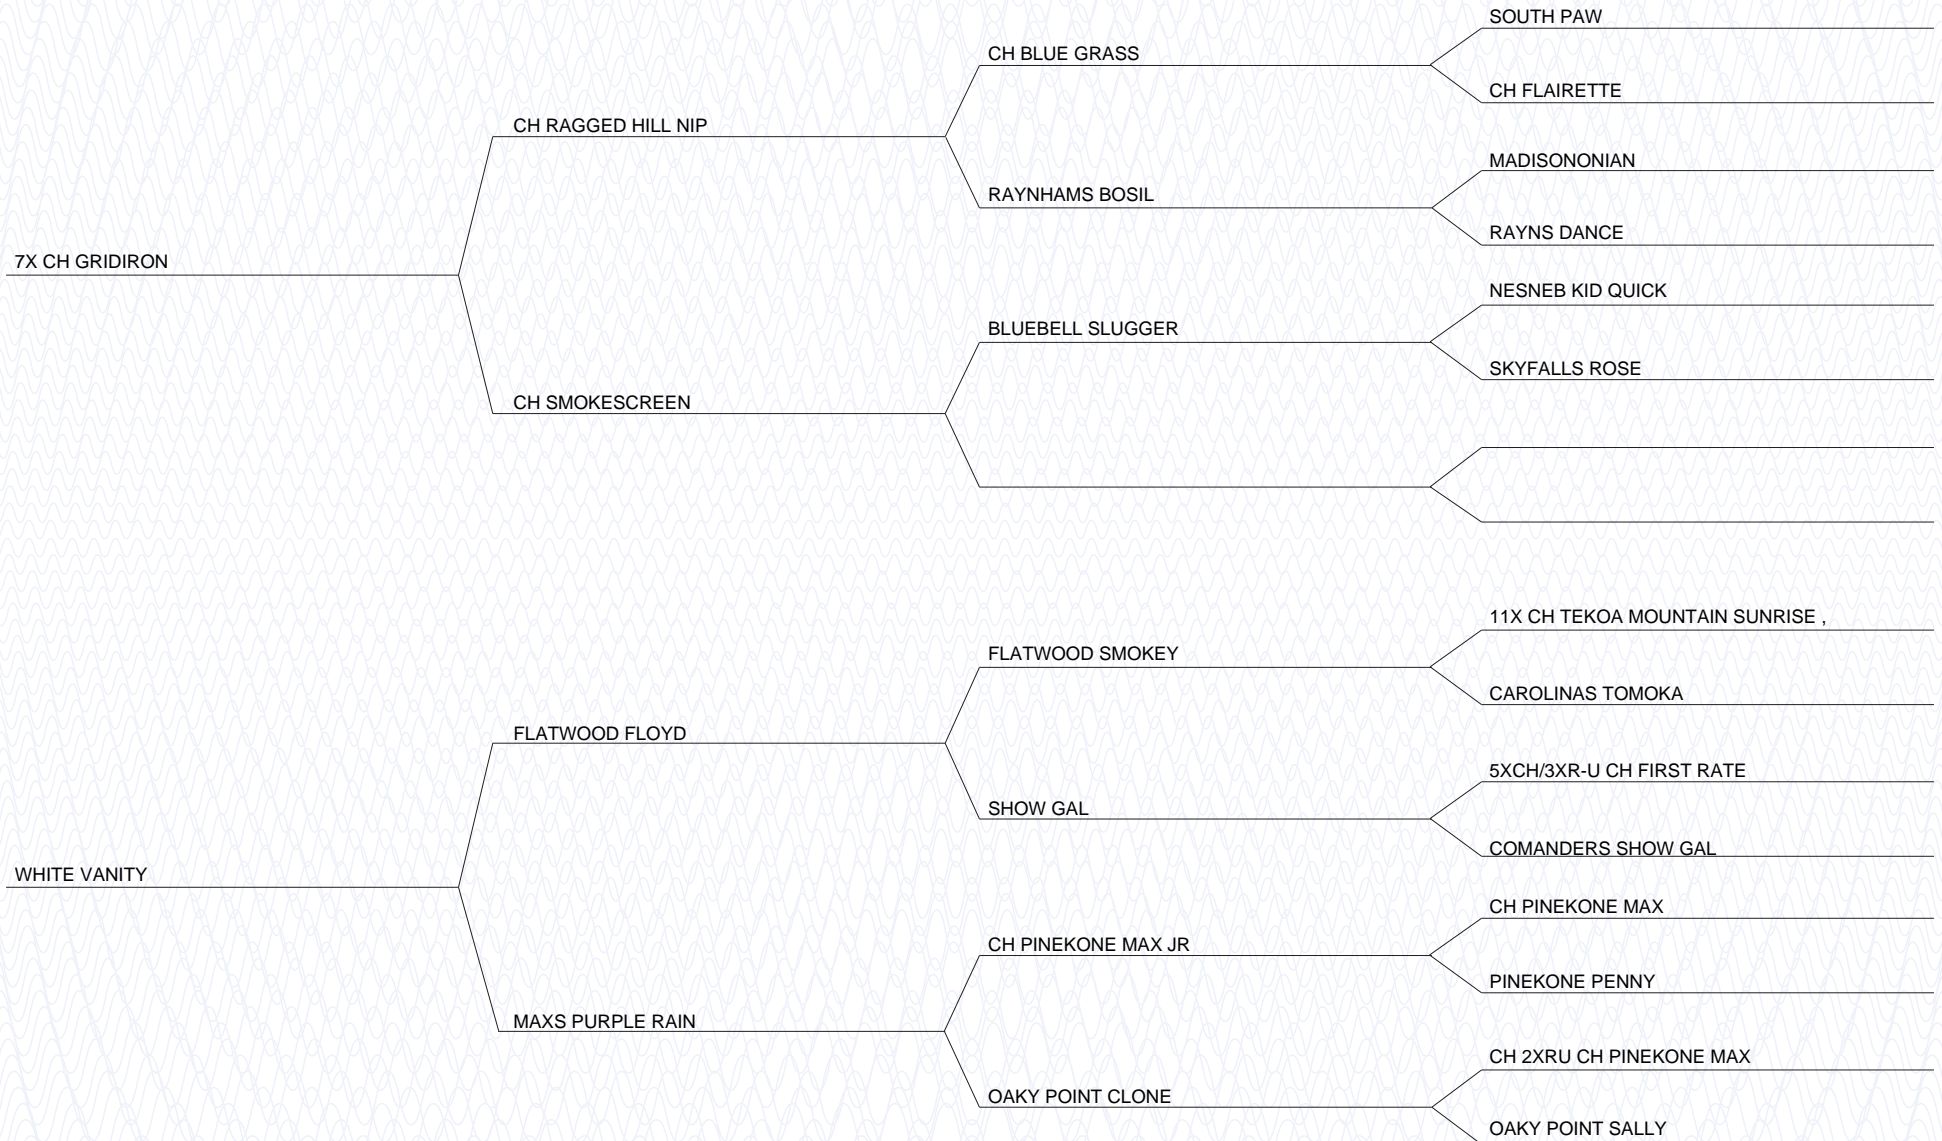 SOUTH PAW
CH BLUE GRASS
CH FLAIRETTE
CH RAGGED HILL NIP
MADISONONIAN
RAYNHAMS BOSIL
RAYNS DANCE
7X CH GRIDIRON
NESNEB KID QUICK
BLUEBELL SLUGGER
SKYFALLS ROSE
CH SMOKESCREEN
11X CH TEKOA MOUNTAIN SUNRISE ,
FLATWOOD SMOKEY
CAROLINAS TOMOKA
FLATWOOD FLOYD
5XCH/3XR-U CH FIRST RATE
SHOW GAL
COMANDERS SHOW GAL
WHITE VANITY
CH PINEKONE MAX
CH PINEKONE MAX JR
PINEKONE PENNY
MAXS PURPLE RAIN
CH 2XRU CH PINEKONE MAX
OAKY POINT CLONE
OAKY POINT SALLY